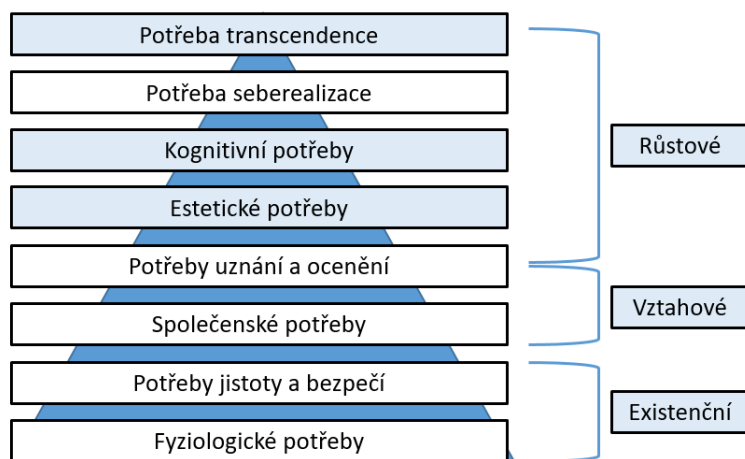 Potřeba transcendence
Potřeba seberealizace
Kognitivní potřeby
Estetické potřeby
Potřeby uznání a ocenění
Společenské potřeby
Potřeby jistoty a bezpečí
Fyziologické potřeby
Růstové
Vztahové
Existenční